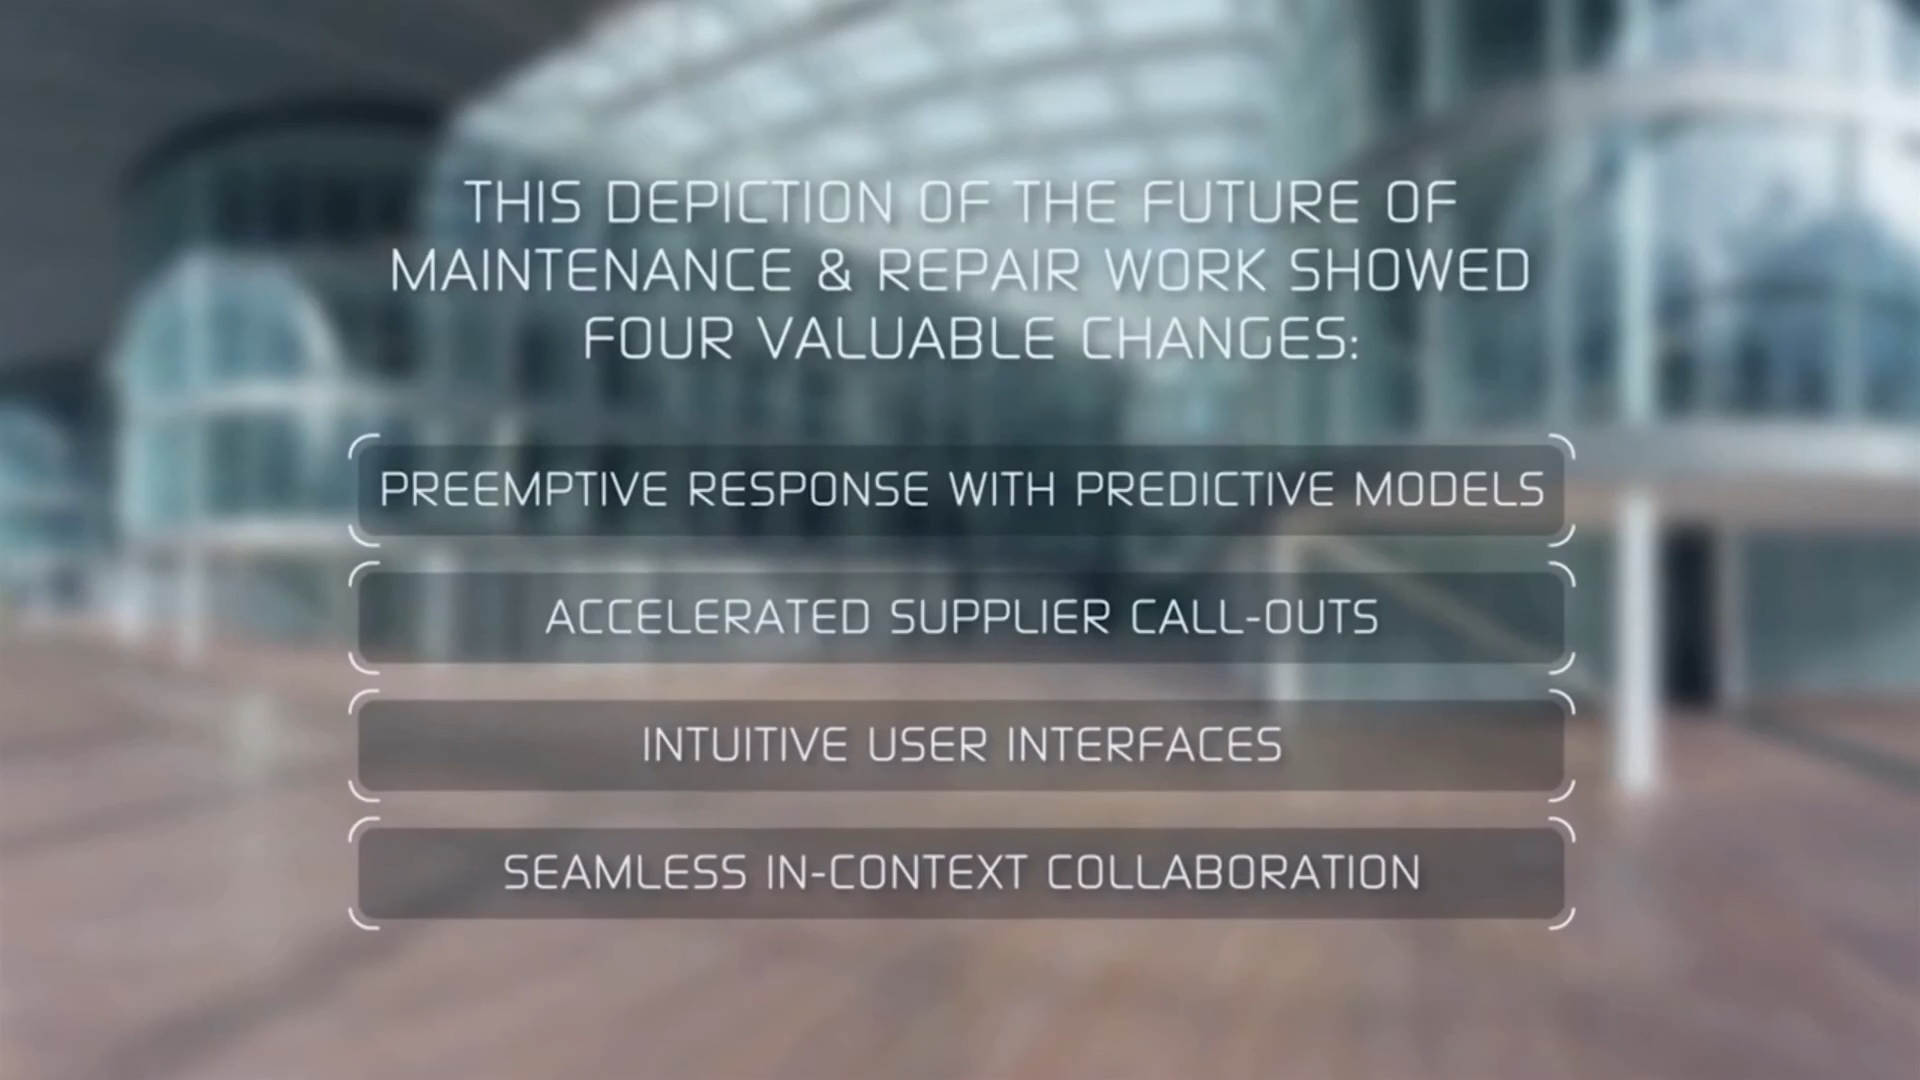 THIS DEPICTION OF THE FUTURE OF
MAINTENANCE & REPAIR WORK SHOWED
FOUR VALUABLE CHANGES:
PREEMPTIVE RESPONSE WITH PREDICTIVE MODELS
ACCELERATED SUPPLIER CALL-OUTS
INTUITIVE USER INTERFACES
SEAMLESS IN-CONTEXT COLLABORATION